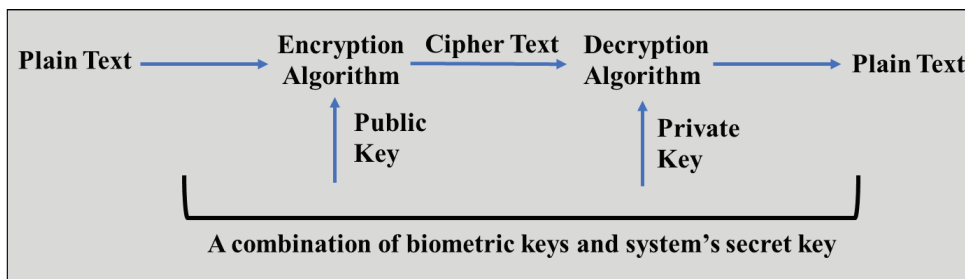 Plain Text
Encryption
Algorithm
Cipher Text
Decryption
Algorithm
Plain Text
Public
Key
Private
Key
A combination of biometric keys and system's secret key